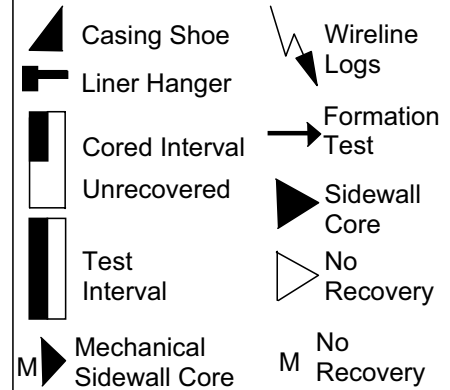 Casing Shoe
Liner Hanger
Cored Interval
Unrecovered
Test
Interval
M Mechanical
Sidewall Core
Wireline
Logs
Formation
Test
Sidewall
Core
No
Recovery
M No
Recovery